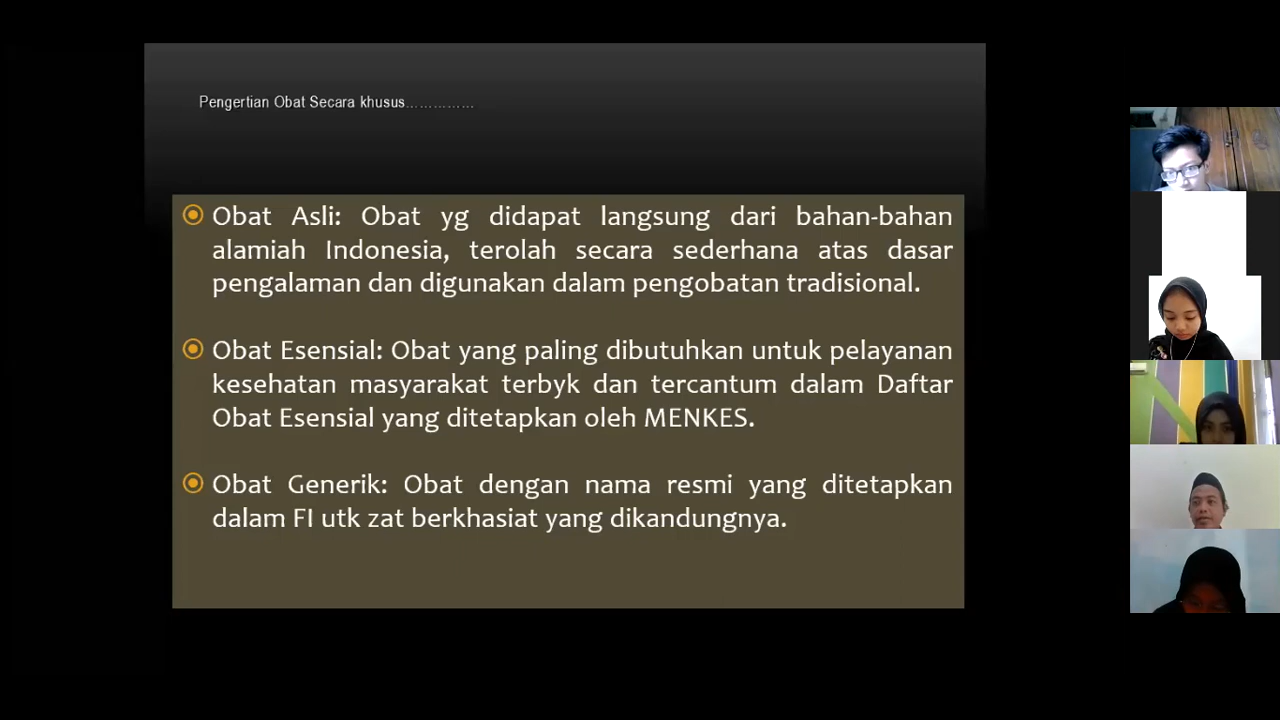 Pengertian Obat Secara khusus……………
Obat Asli: Obat yg didapat langsung dari bahan-bahan
alamiah Indonesia, terolah secara sederhana atas dasar
pengalaman dan digunakan dalam pengobatan tradisional.
Obat Esensial: Obat yang paling dibutuhkan untuk pelayanan
kesehatan masyarakat terbyk dan tercantum dalam Daftar
Obat Esensial yang ditetapkan oleh MENKES.
Obat Generik: Obat dengan nama resmi yang ditetapkan
dalam FI utk zat berkhasiat yang dikandungnya.